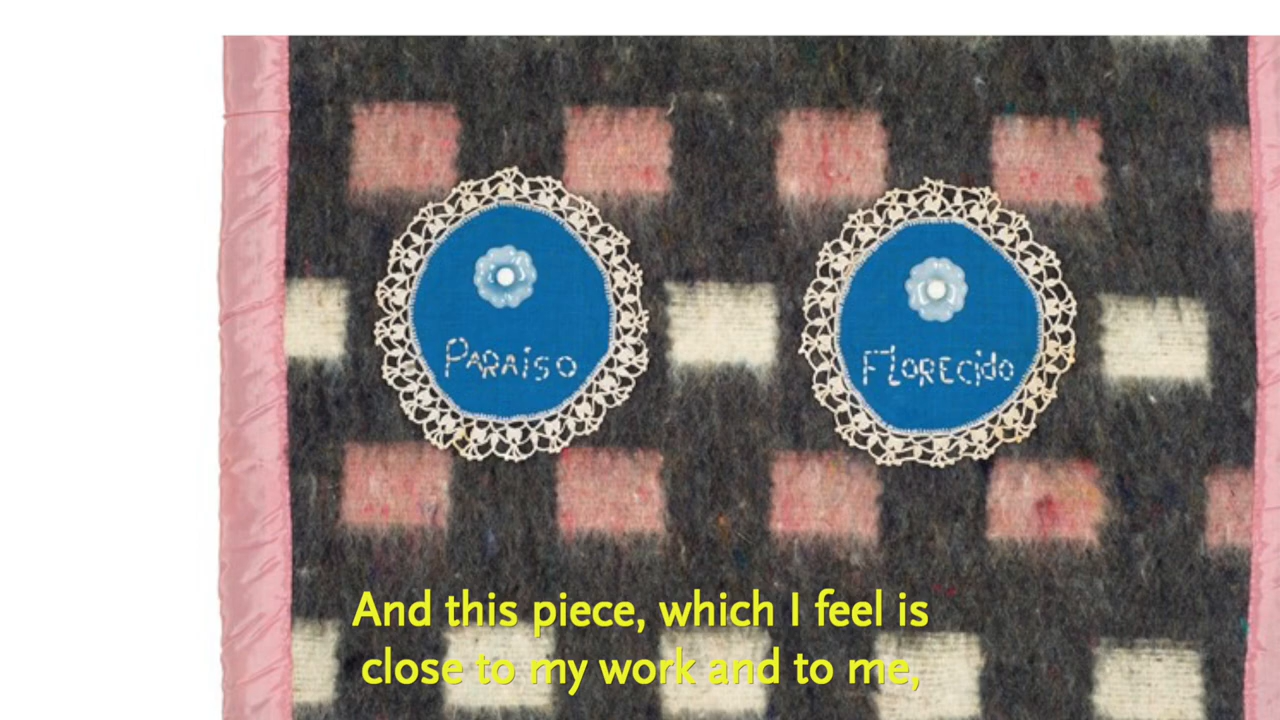 PARAiSO
FLORECido
And this piece, which I feel is
close to my work and to me,